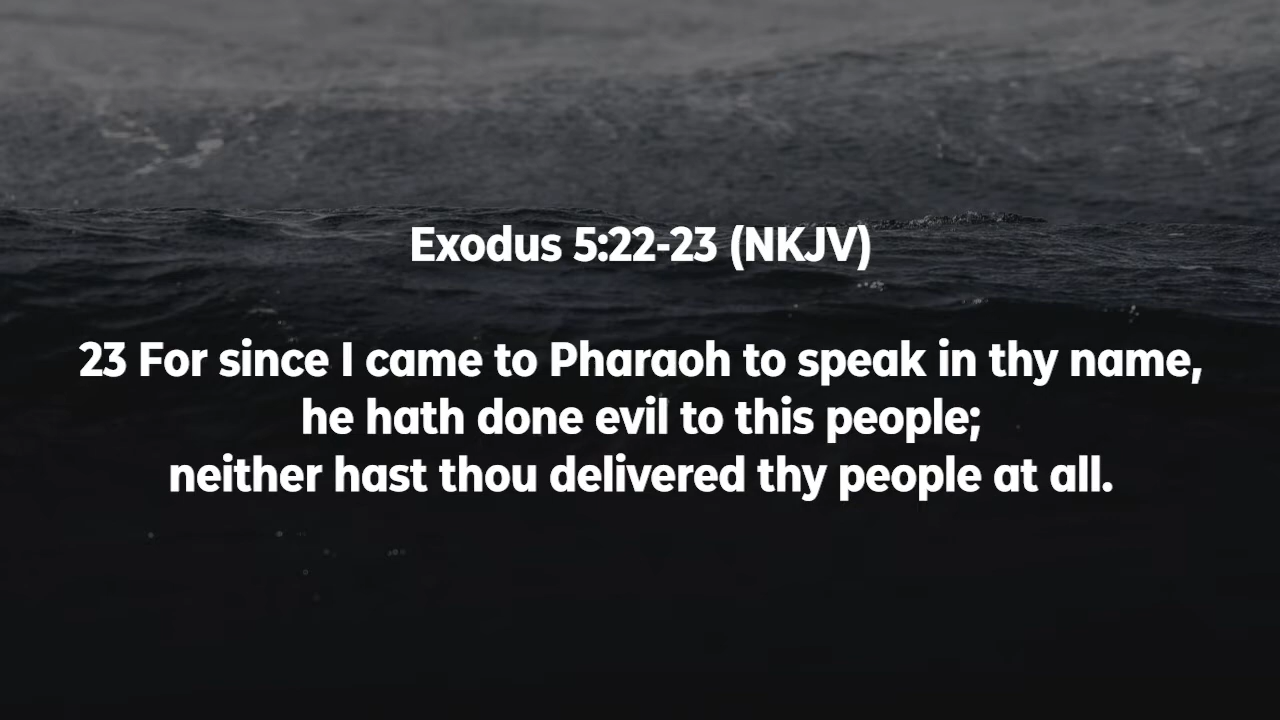 Exodus 5:22-23 (NKJV)
23 For since I came to Pharaoh to speak in thy name,
he hath done evil to this people;
neither hast thou delivered thy people at all.